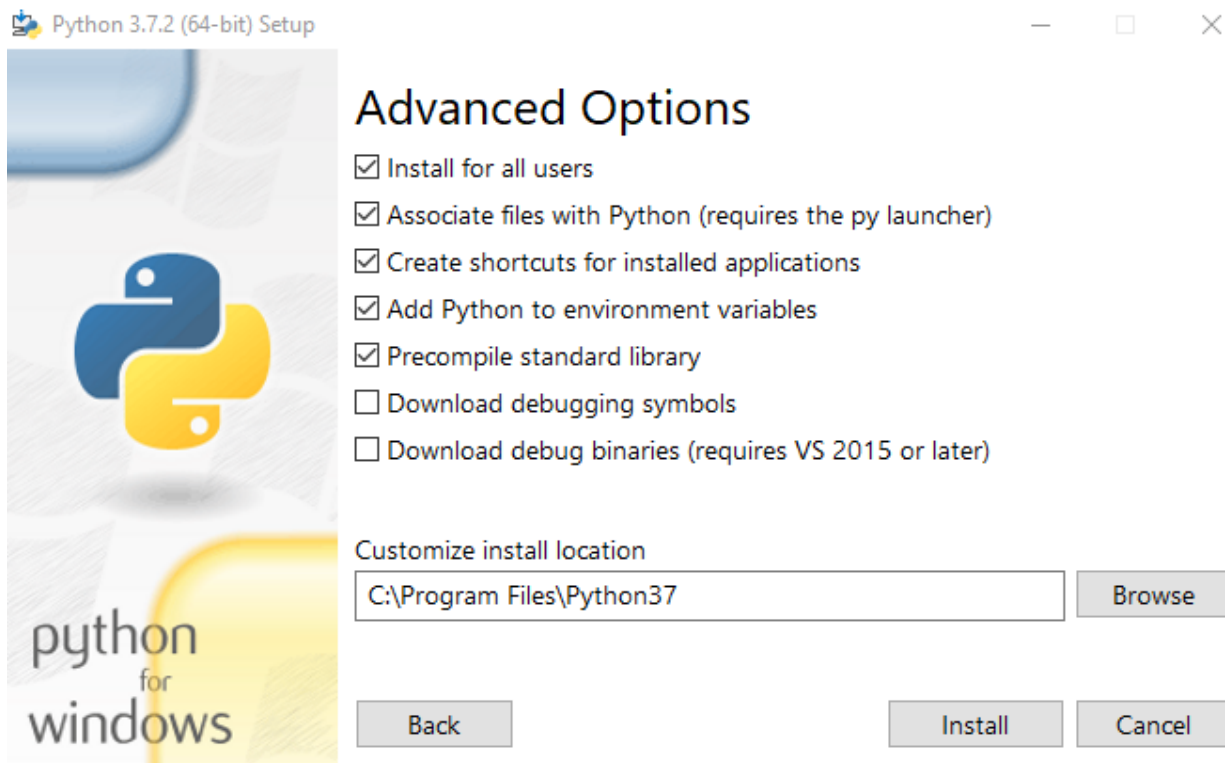 Python 3.7.2 (64-bit) Setup
Advanced Options
Install for all users
Associate files with Python (requires the py launcher)
Create shortcuts for installed applications
Add Python to environment variables
Precompile standard library
Download debugging symbols
Download debug binaries (requires VS 2015 or later)
Customize install location
C:\Program Files\Python37
Browse
python
for
windows
Back
Install
Cancel